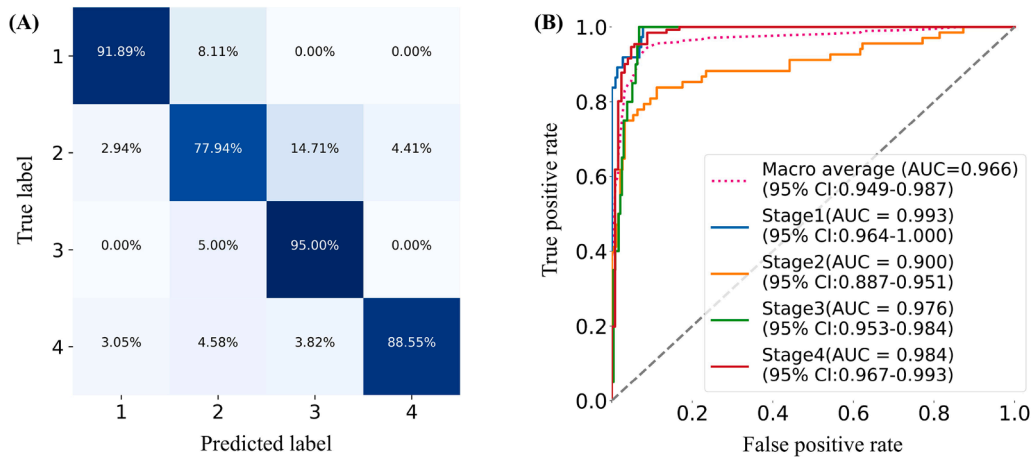 (A)
True label
1
91.89%
8.11%
0.00%
0.00%
2
2.94%
77.94%
14.71%
4.41%
3
0.00%
5.00%
95.00%
0.00%
4
3.05%
4.58%
3.82%
88.55%
1
2
3
4
Predicted label
(B)
True positive rate
1.0
0.8
0.6
0.4
0.2
0.0
0.2
0.4
0.6
0.8
1.0
False positive rate
Macro average (AUC=0.966)
(95% CI:0.949-0.987)
Stage1(AUC = 0.993)
(95% CI:0.964-1.000)
Stage2(AUC = 0.900)
(95% CI:0.887-0.951)
Stage3(AUC = 0.976)
(95% CI:0.953-0.984)
Stage4(AUC = 0.984)
(95% CI:0.967-0.993)